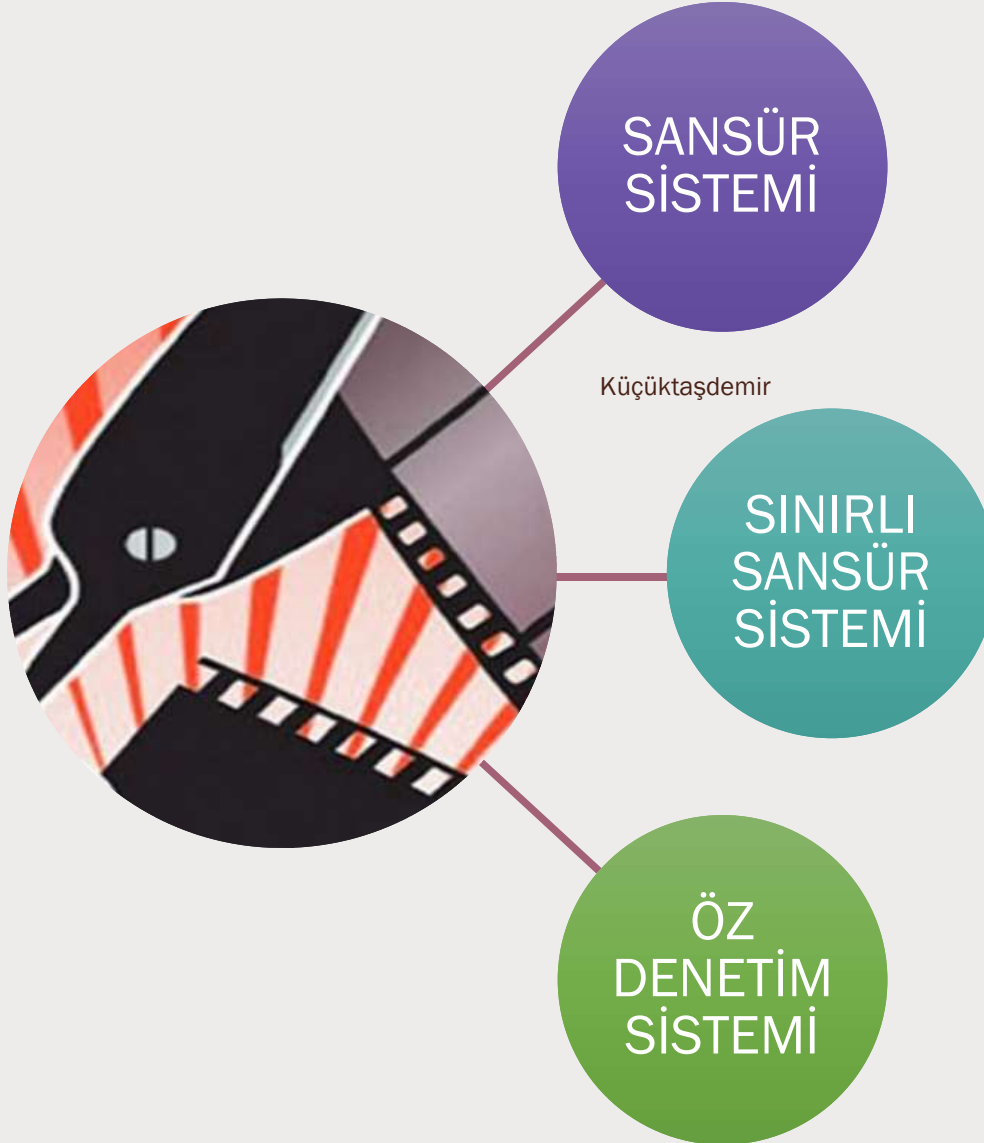 SANSÜR
SİSTEMİ
Küçüktaşdemir
SINIRLI
SANSÜR
SİSTEMİ
ÖZ
DENETİM
SİSTEMİ